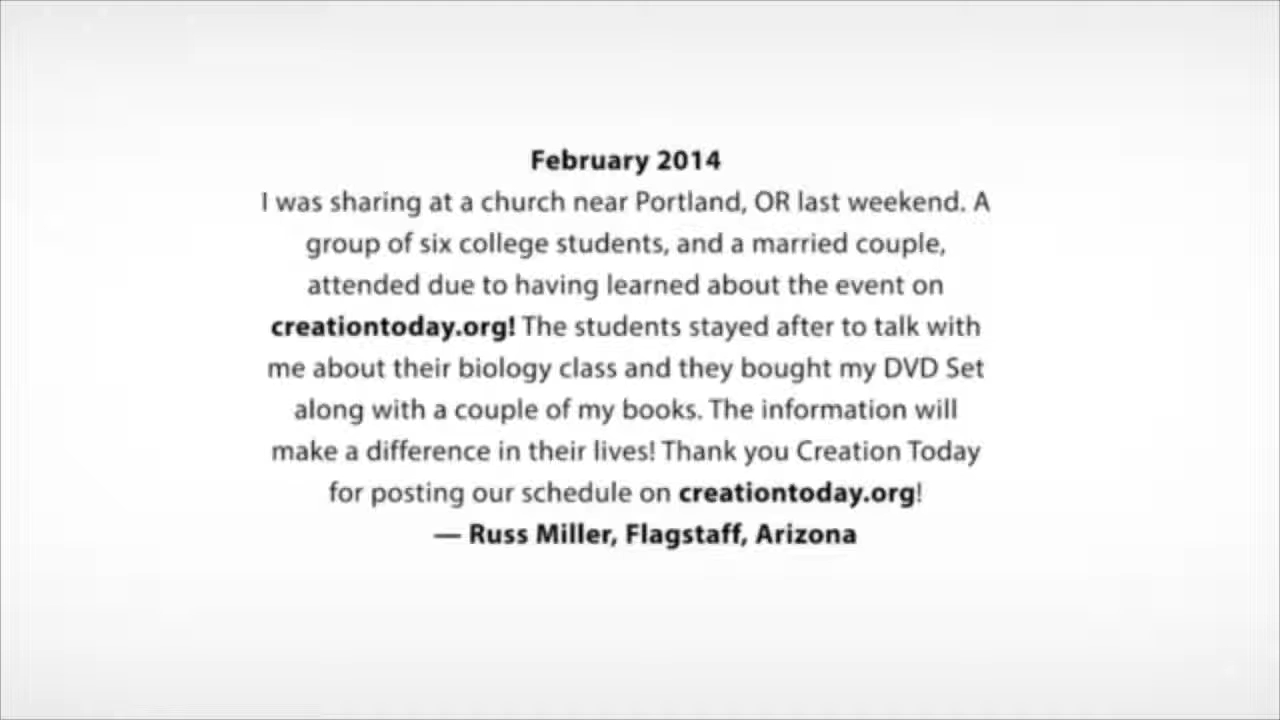 February 2014
I was sharing at a church near Portland, OR last weekend. A
group of six college students, and a married couple,
attended due to having learned about the event on
creationtoday.org! The students stayed after to talk with
me about their biology class and they bought my DVD Set
along with a couple of my books. The information will
make a difference in their lives! Thank you Creation Today
for posting our schedule on creationtoday.org!
— Russ Miller, Flagstaff, Arizona